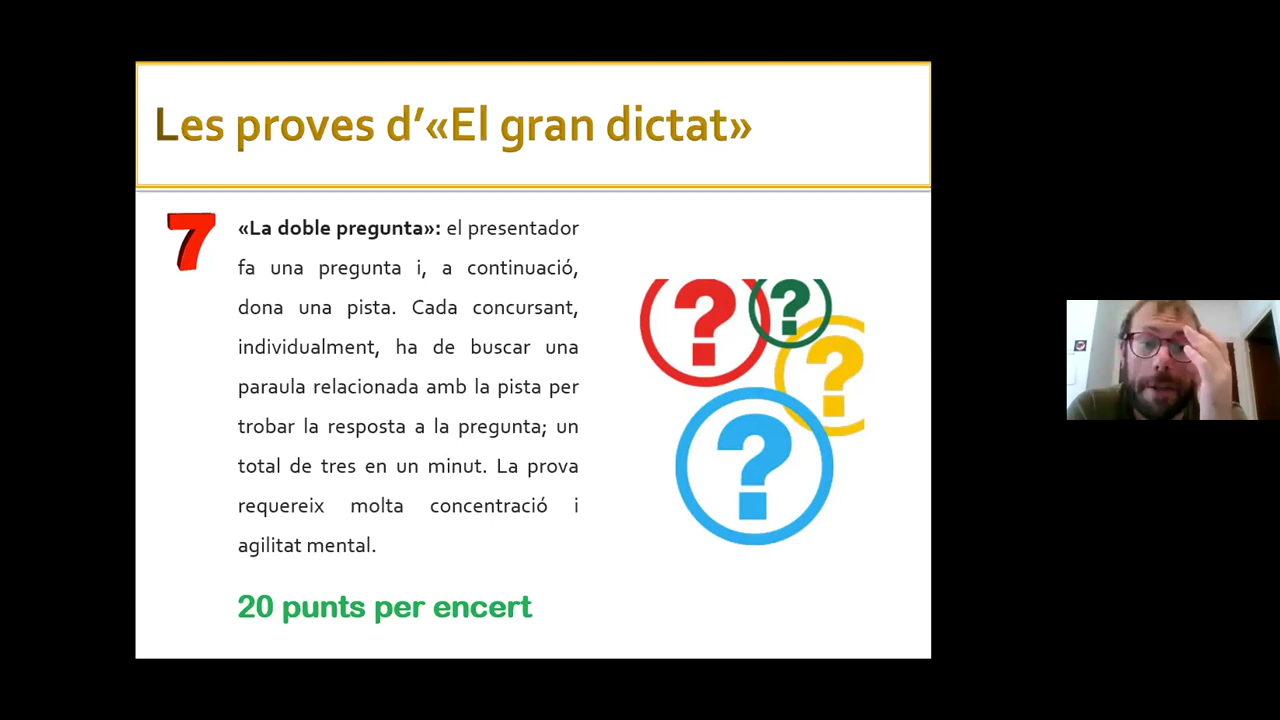 Les proves d’«El gran dictat»
7
«La doble pregunta»: el presentador
fa una pregunta i, a continuació,
dona una pista. Cada concursant,
individualment, ha de buscar una
paraula relacionada amb la pista per
trobar la resposta a la pregunta; un
total de tres en un minut. La prova
requereix molta concentració i
agilitat mental.
20 punts per encert
? ? ? ?